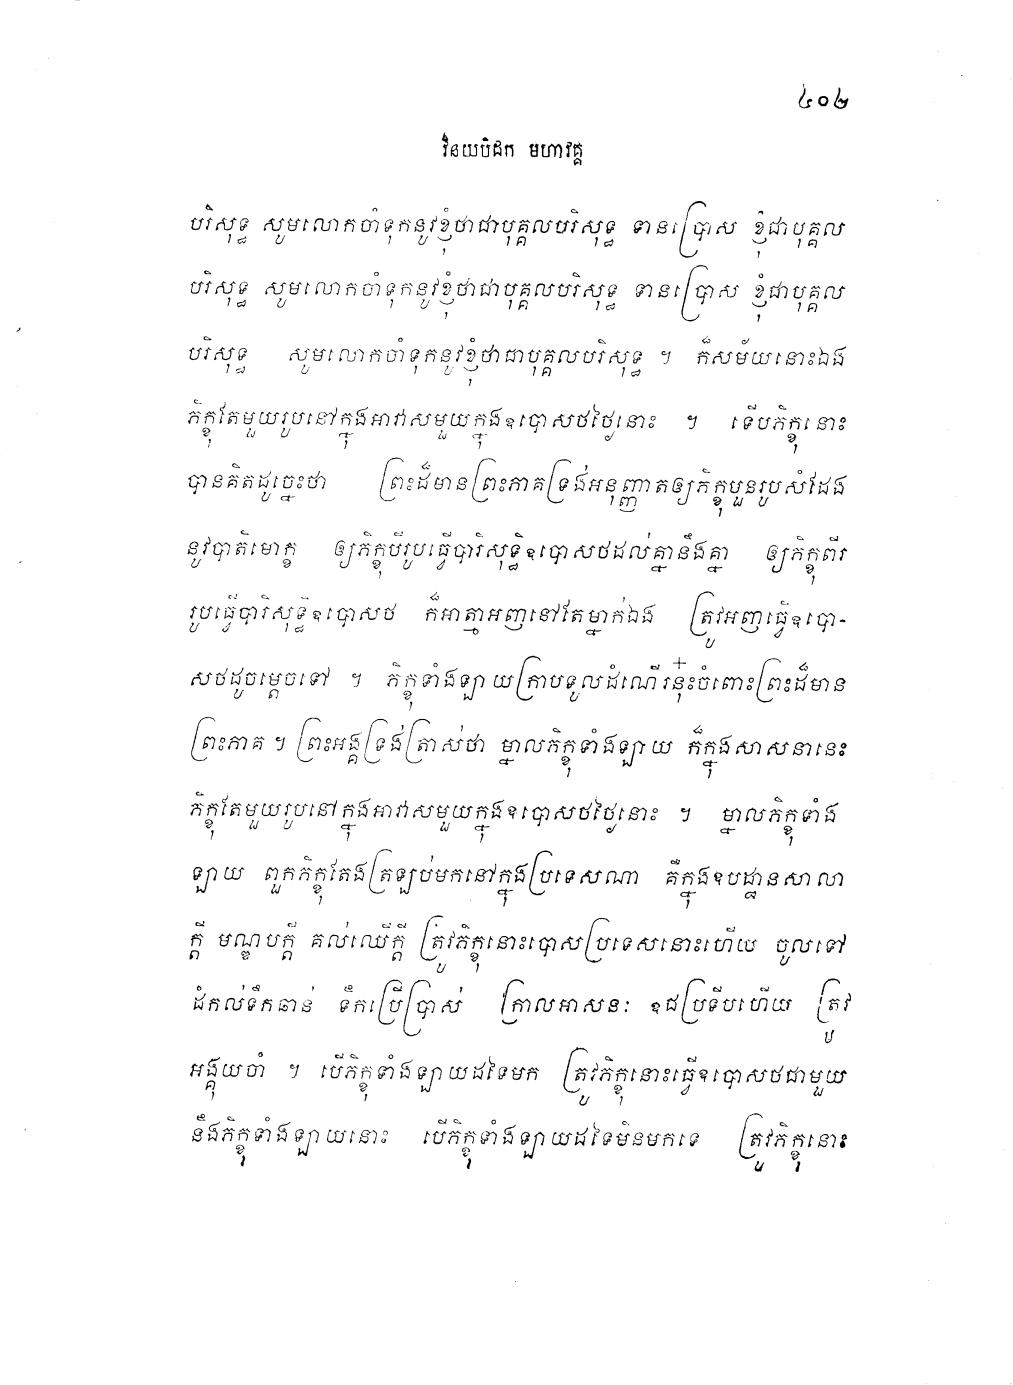 ៤០២
វិនយបិដក មហាវគ្គ
បរិសុទ្ធ សូមលោកចាំទុកនូវខ្ញុំថាជាបុគ្គលបរិសុទ្ធ ទានប្រោស ខ្ញុំជាបុគ្គល
បរិសុទ្ធ សូមលោកចាំទុកនូវខ្ញុំថាជាបុគ្គលបរិសុទ្ធ ទានប្រោស ខ្ញុំជាបុគ្គល
បរិសុទ្ធ សូមលោកចាំទុកនូវខ្ញុំថាជាបុគ្គលបរិសុទ្ធ ។ ក៏សម័យនោះឯង
ភិក្ខុតែមួយរូបនៅក្នុងអាវាសមួយក្នុងឧបោសថថ្ងៃនោះ ។ ទើបភិក្ខុនោះ
បានគិតដូច្នេះថា ព្រះដ៏មានព្រះភាគទ្រង់អនុញ្ញាតឲ្យភិក្ខុបួនរូបសំដែង
នូវបាតិមោក្ខ ឲ្យភិក្ខុបីរូបធ្វើបារិសុទ្ធិឧបោសថដល់គ្នានឹងគ្នា ឲ្យភិក្ខុពីរ
រូបធ្វើបារិសុទ្ធិឧបោសថ ក៏អាត្មាអញនៅតែម្នាក់ឯង ត្រូវអញធ្វើឧបោ-
សថដូចម្តេចទៅ ។ ភិក្ខុទាំងឡាយក្រាបទូលដំណើរនុ៎ះចំពោះព្រះដ៏មាន
ព្រះភាគ ។ ព្រះអង្គទ្រង់ត្រាស់ថា ម្នាលភិក្ខុទាំងឡាយ ក៏ក្នុងសាសនានេះ
ភិក្ខុតែមួយរូបនៅក្នុងអាវាសមួយក្នុងឧបោសថថ្ងៃនោះ ។ ម្នាលភិក្ខុទាំង
ឡាយ ពួកភិក្ខុតែងត្រឡប់មកនៅក្នុងប្រទេសណា គឺក្នុងឧបដ្ឋានសាលា
ក្តី មណ្ឌបក្តី គល់ឈើក្តី ត្រូវភិក្ខុនោះបោសប្រទេសនោះហើយ ចូលទៅ
ដំកល់ទឹកឆាន់ ទឹកប្រើប្រាស់ ក្រាលអាសនៈ ឧជប្រទីបហើយ ត្រូវ
អង្គុយចាំ ។ បើភិក្ខុទាំងឡាយដទៃមក ត្រូវភិក្ខុនោះធ្វើឧបោសថជាមួយ
នឹងភិក្ខុទាំងឡាយនោះ បើភិក្ខុទាំងឡាយដទៃមិនមកទេ ត្រូវភិក្ខុនោះ